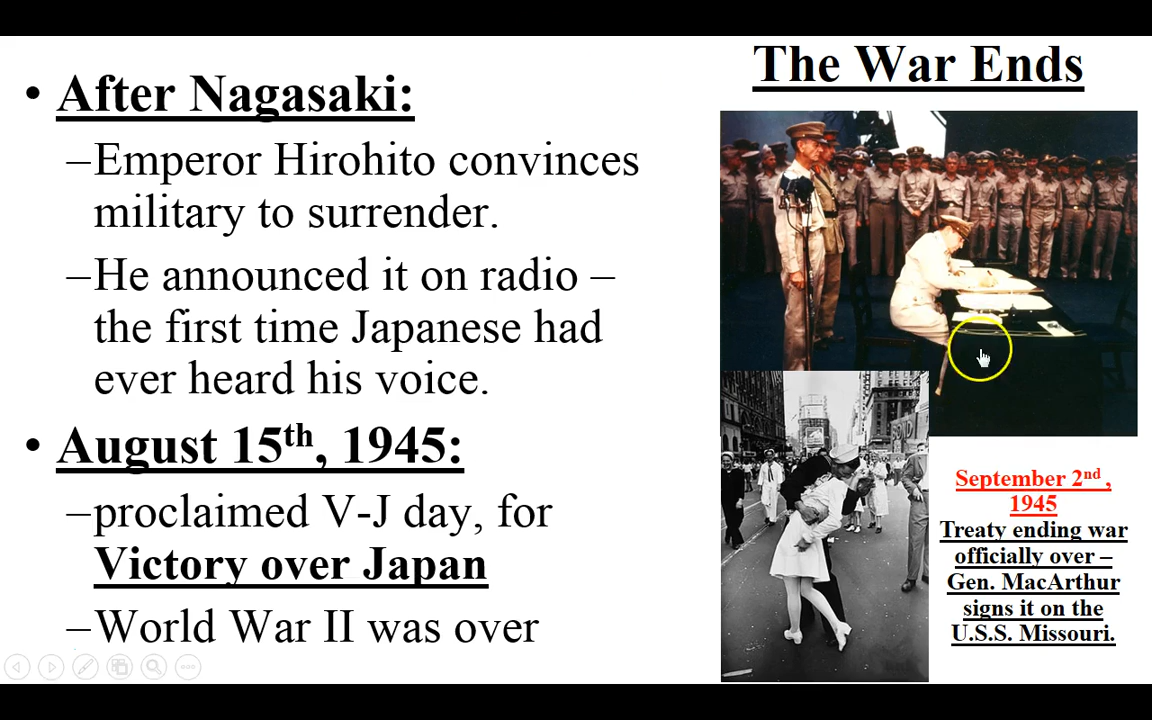 The War Ends
• After Nagasaki:
–Emperor Hirohito convinces
military to surrender.
–He announced it on radio –
the first time Japanese had
ever heard his voice.
• August 15th, 1945:
–proclaimed V-J day, for
Victory over Japan
–World War II was over
September 2nd ,
1945
Treaty ending war
officially over –
Gen. MacArthur
signs it on the
U.S.S. Missouri.